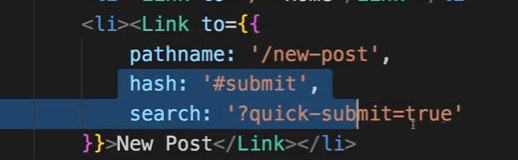 <li><Link to={{
pathname: '/new-post',
hash: '#submit',
search: '?quick-submit=true'
}}>New Post</Link></li>